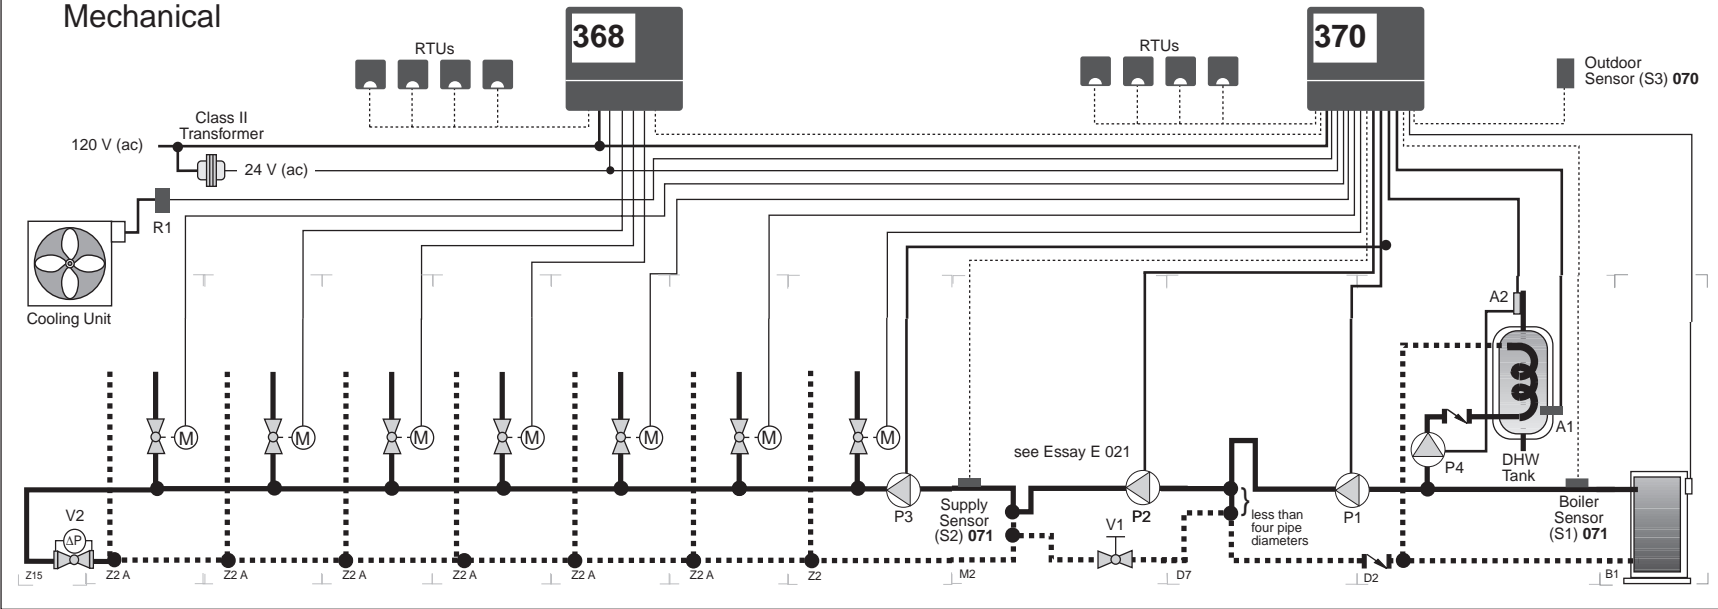 Mechanical
368
370
RTUs
RTUs
Outdoor
Sensor (S3) 070
Class II
Transformer
120 V (ac)
24 V (ac)
R1
Cooling Unit
A2
M
M
M
M
M
M
M
see Essay E 021
A1
P4
DHW
Tank
V2
ΔP
P3
Supply
Sensor
(S2) 071
V1
P2
}
less than
four pipe
diameters
P1
Boiler
Sensor
(S1) 071
Z15
Z2 A
Z2 A
Z2 A
Z2 A
Z2 A
Z2 A
Z2
M2
D7
D2
B1